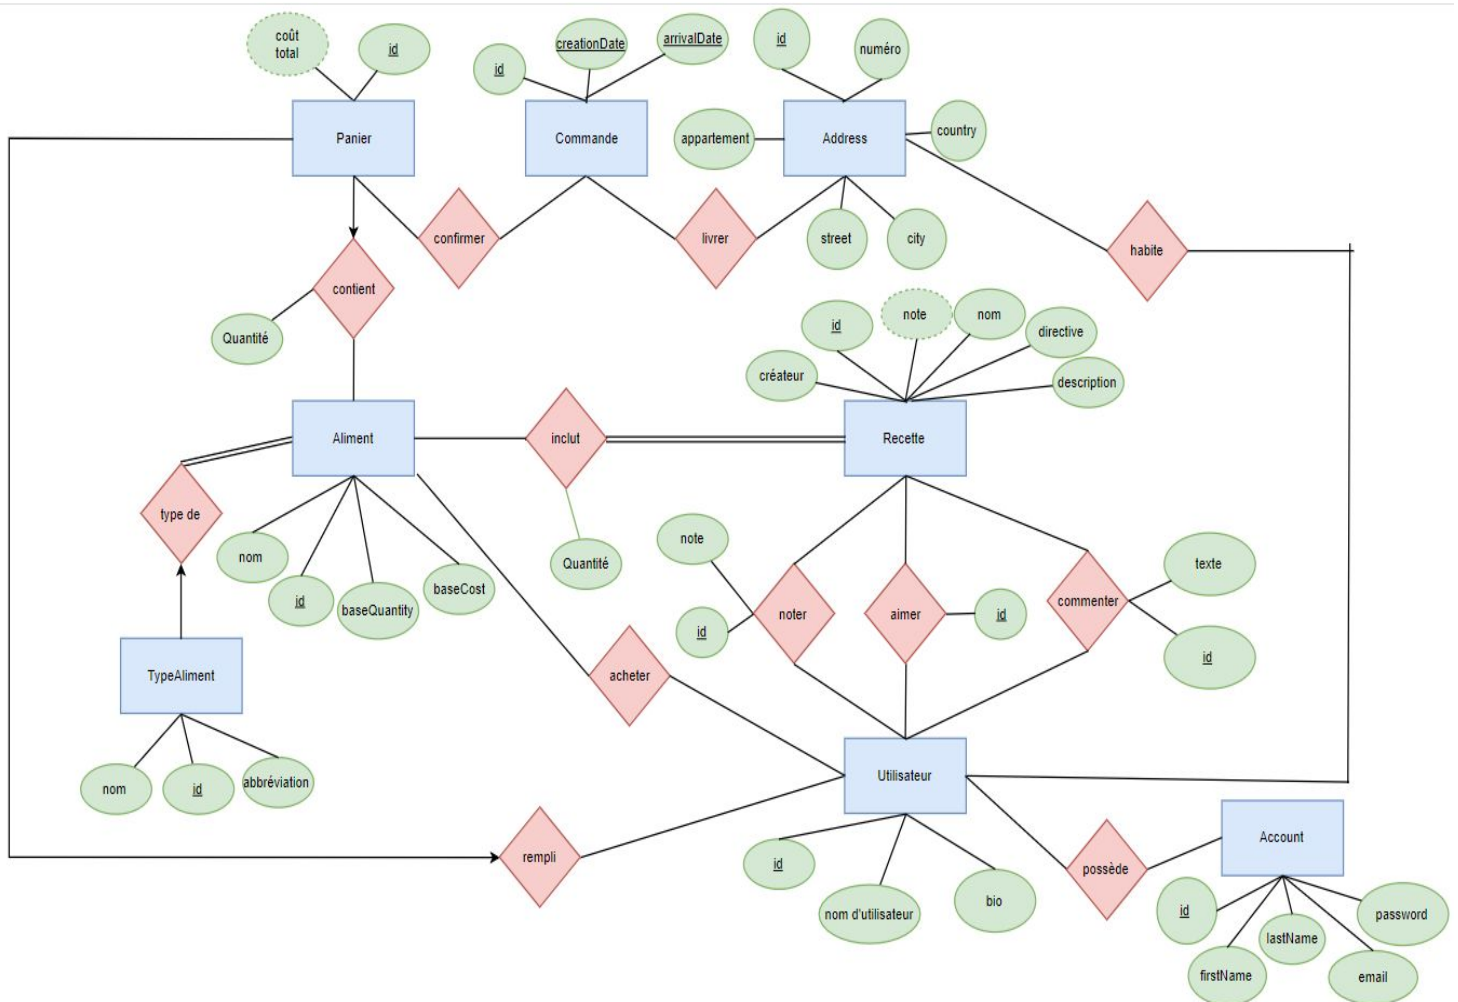 coût
total
id
id
creationDate
arrivalDate
id
numéro
Panier
Commande
appartement
Address
country
confirmer
livrer
street
city
habite
contient
Quantité
id
note
nom
directive
créateur
description
Aliment
inclut
Recette
type de
nom
id
baseQuantity
baseCost
Quantité
note
id
noter
aimer
id
commenter
texte
id
TypeAliment
acheter
nom
id
abbréviation
Utilisateur
rempli
id
nom d'utilisateur
bio
possède
Account
id
firstName
lastName
email
password